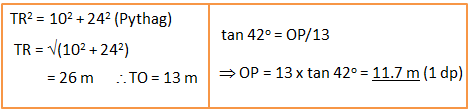 TR² = 10² + 24² (Pythag)
TR = √(10² + 24²)
= 26 m ∴TO = 13 m
tan 42° = OP/13
⇒ OP = 13 x tan 42° = 11.7 m (1 dp)